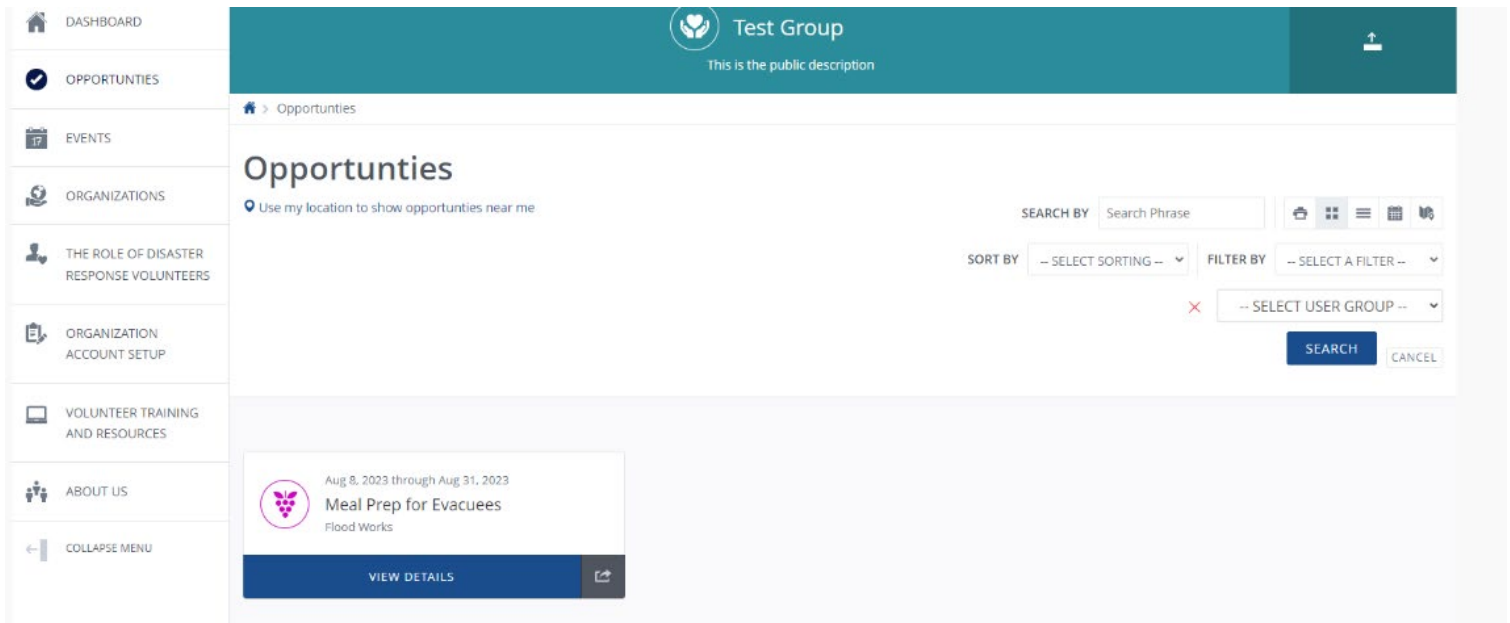 DASHBOARD
OPPORTUNTIES
17
EVENTS
ORGANIZATIONS
THE ROLE OF DISASTER
RESPONSE VOLUNTEERS
ORGANIZATION
ACCOUNT SETUP
VOLUNTEER TRAINING
AND RESOURCES
ABOUT US
COLLAPSE MENU
Test Group
This is the public description
> Opportunties
Opportunties
Use my location to show opportunties near me
SEARCH BY Search Phrase
SORT BY -- SELECT SORTING -- FILTER BY -- SELECT A FILTER --
-- SELECT USER GROUP --
SEARCH CANCEL
Aug 8, 2023 through Aug 31, 2023
Meal Prep for Evacuees
Flood Works
VIEW DETAILS